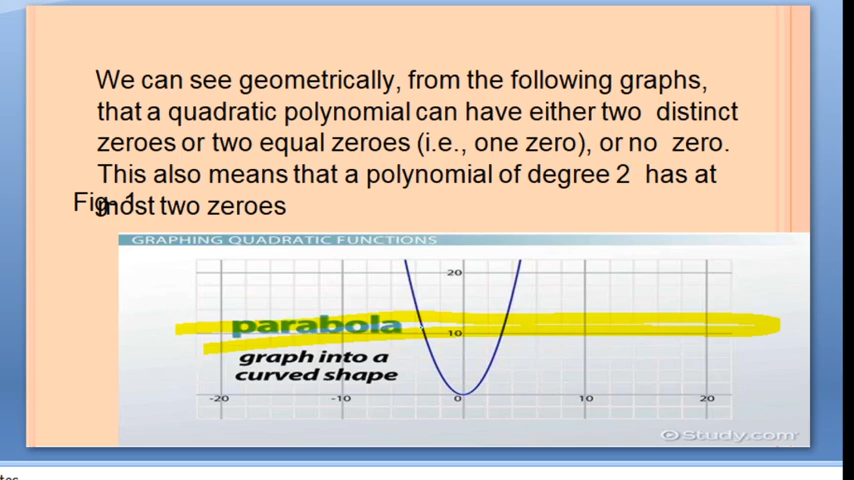 We can see geometrically, from the following graphs,
that a quadratic polynomial can have either two distinct
zeroes or two equal zeroes (i.e., one zero), or no zero.
This also means that a polynomial of degree 2 has at
Fig- 1
most two zeroes
GRAPHING QUADRATIC FUNCTIONS
20
parabola
10
graph into a
curved shape
-20 -10 0 10 20
Study.com